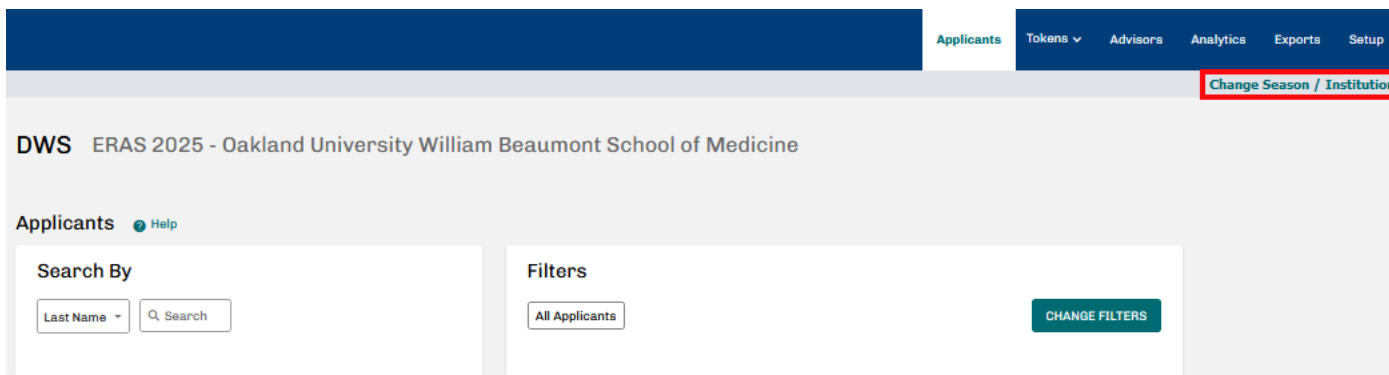 Applicants Tokens Advisors Analytics Exports Setup
Change Season / Institution
DWS ERAS 2025 - Oakland University William Beaumont School of Medicine
Applicants Help
Search By
Last Name Search
Filters
All Applicants CHANGE FILTERS